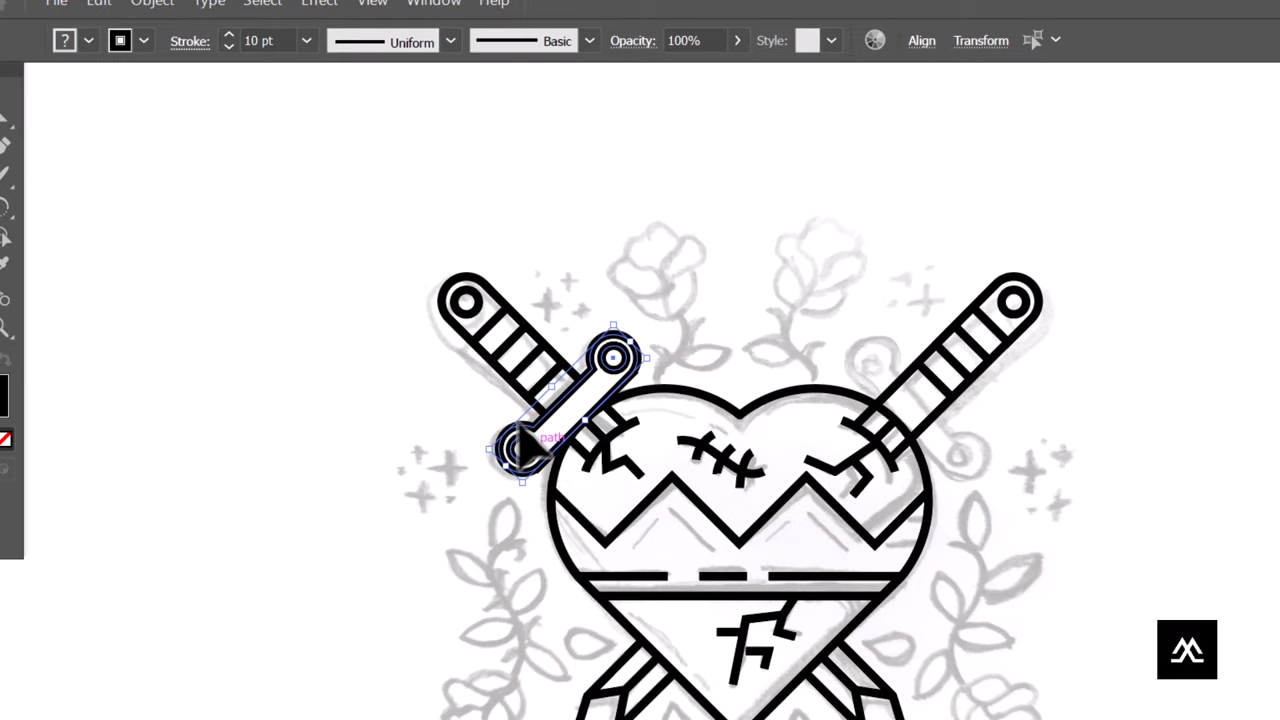 File Edit Object Type Select Effect View Window Help
? Stroke: 10 pt Uniform Basic Opacity: 100% Style: Align Transform
path